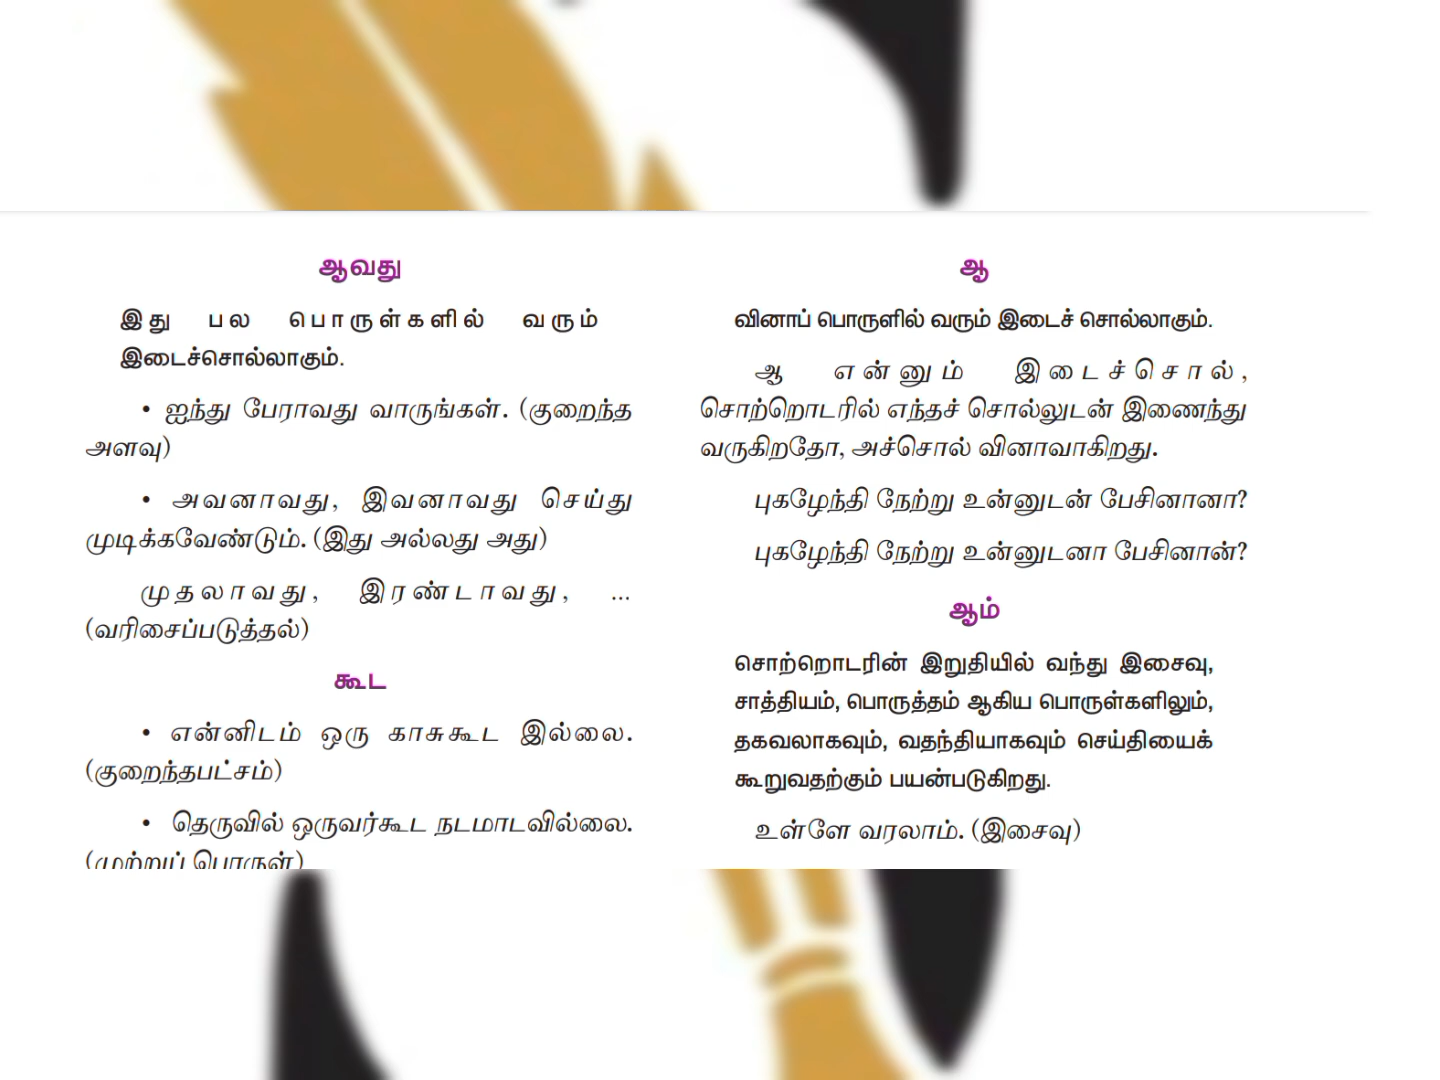 ஆவது
இது பல பொருள்களில் வரும்
இடைச்சொல்லாகும்.
• ஐந்து பேராவது வாருங்கள். (குறைந்த
அளவு)
• அவனாவது, இவனாவது செய்து
முடிக்கவேண்டும். (இது அல்லது அது)
முதலாவது, இரண்டாவது, ...
(வரிசைப்படுத்தல்)
கூட
• என்னிடம் ஒரு காசுகூட இல்லை.
(குறைந்தபட்சம்)
• தெருவில் ஒருவர்கூட நடமாடவில்லை.
(முற்றுப் பொருள்)
ஆ
வினாப் பொருளில் வரும் இடைச் சொல்லாகும்.
ஆ என்னும் இடைச்சொல்,
சொற்றொடரில் எந்தச் சொல்லுடன் இணைந்து
வருகிறதோ, அச்சொல் வினாவாகிறது.
புகழேந்தி நேற்று உன்னுடன் பேசினானா?
புகழேந்தி நேற்று உன்னுடனா பேசினான்?
ஆம்
சொற்றொடரின் இறுதியில் வந்து இசைவு,
சாத்தியம், பொருத்தம் ஆகிய பொருள்களிலும்,
தகவலாகவும், வதந்தியாகவும் செய்தியைக்
கூறுவதற்கும் பயன்படுகிறது.
உள்ளே வரலாம். (இசைவு)